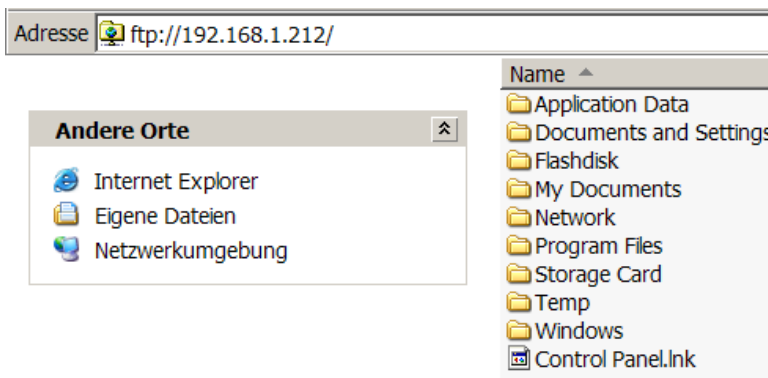 Adresse ftp://192.168.1.212/
Andere Orte
Internet Explorer
Eigene Dateien
Netzwerkumgebung
Name
Application Data
Documents and Settings
Flashdisk
My Documents
Network
Program Files
Storage Card
Temp
Windows
Control Panel.lnk